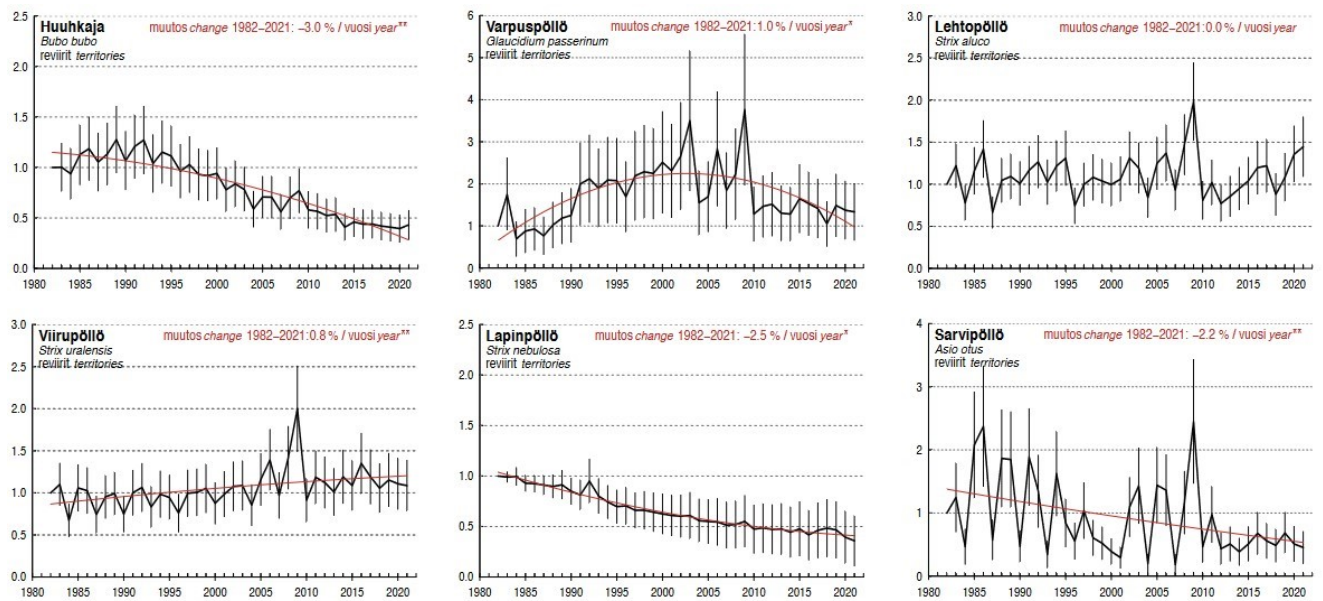 Huuhkaja muutos change 1982–2021: –3.0 % / vuosi year**
Bubo bubo
reviirit territories
2.5
2.0
1.5
1.0
0.5
0.0
1980 1985 1990 1995 2000 2005 2010 2015 2020
Varpuspöllö muutos change 1982–2021: 1.0 % / vuosi year*
Glaucidium passerinum
reviirit territories
6
5
4
3
2
1
0
1980 1985 1990 1995 2000 2005 2010 2015 2020
Lehtopöllö muutos change 1982–2021:0.0 % / vuosi year
Strix aluco
reviirit territories
3.0
2.5
2.0
1.5
1.0
0.5
0.0
1980 1985 1990 1995 2000 2005 2010 2015 2020
Viirupöllö muutos change 1982–2021:0.8 % / vuosi year**
Strix uralensis
reviirit territories
3.0
2.5
2.0
1.5
1.0
0.5
0.0
1980 1985 1990 1995 2000 2005 2010 2015 2020
Lapinpöllö muutos change 1982–2021: –2.5 % / vuosi year*
Strix nebulosa
reviirit territories
2.5
2.0
1.5
1.0
0.5
0.0
1980 1985 1990 1995 2000 2005 2010 2015 2020
Sarvipöllö muutos change 1982–2021: –2.2 % / vuosi year**
Asio otus
reviirit territories
4
3
2
1
0
1980 1985 1990 1995 2000 2005 2010 2015 2020